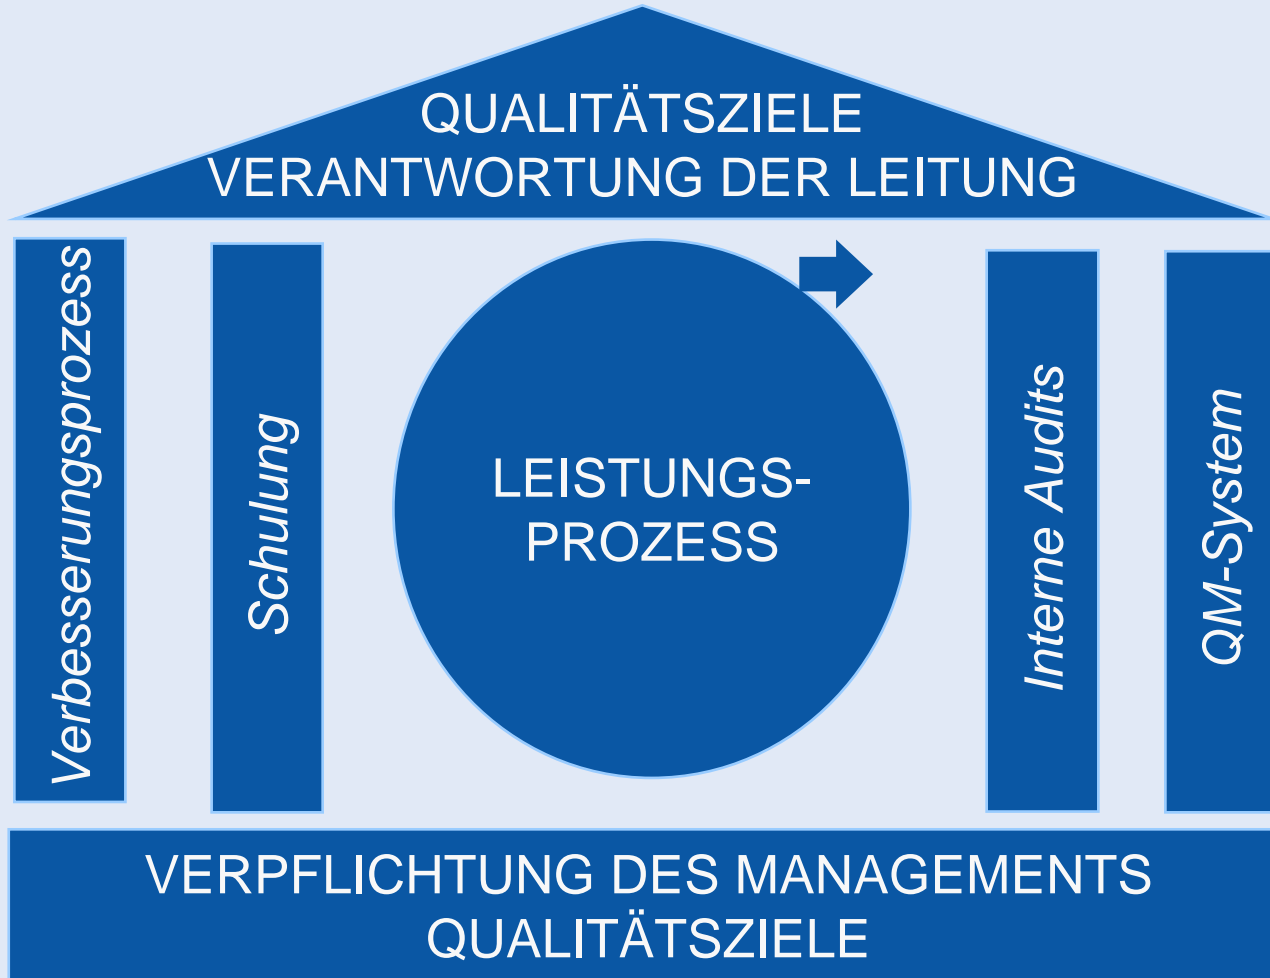 QUALITÄTSZIELE
VERANTWORTUNG DER LEITUNG
Verbesserungsprozess
Schulung
LEISTUNGS-
PROZESS
Interne Audits
QM-System
VERPFLICHTUNG DES MANAGEMENTS
QUALITÄTSZIELE